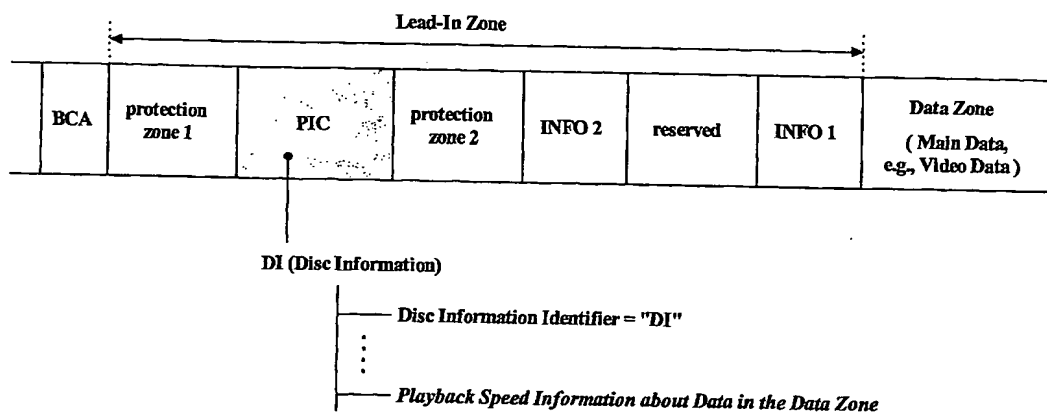 Lead-In Zone
BCA
protection
zone 1
PIC
protection
zone 2
INFO 2
reserved
INFO 1
Data Zone
( Main Data,
e.g., Video Data )
DI (Disc Information)
Disc Information Identifier = "DI"
Playback Speed Information about Data in the Data Zone